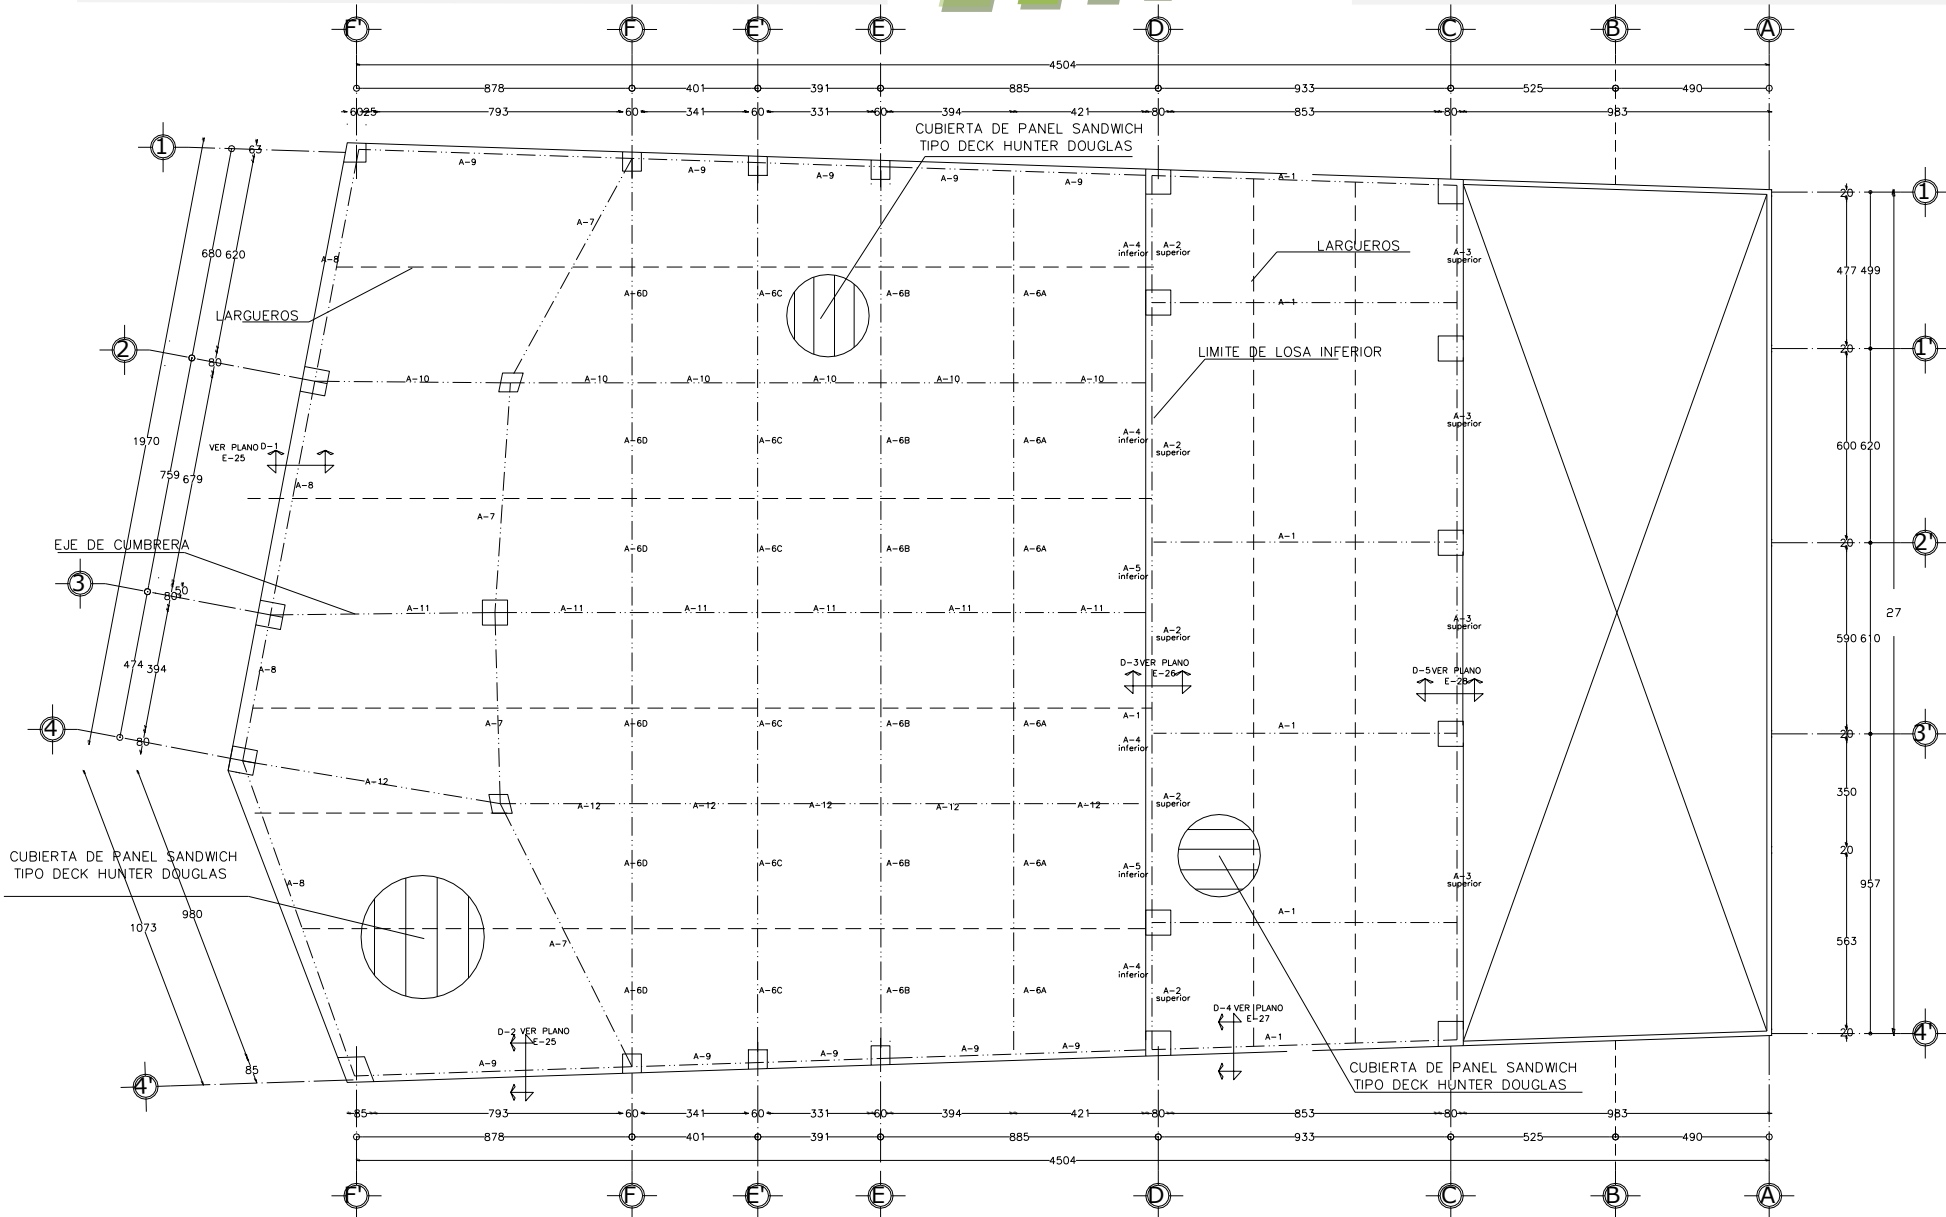 F' F E' E D C B A
4504
878 401 391 885 933 525 490
60 25 793 60 341 60 331 60 394 421 80 853 80 983
CUBIERTA DE PANEL SANDWICH
TIPO DECK HUNTER DOUGLAS
1 63 A-9 A-9 A-9 A-9 A-9 A-1
20 1
A-7
680 620 A-8
A-4 inferior
A-2 superior
LARGUEROS
A-3 superior
477 499
A-6D A-6C A-6B A-6A
A-1
LARGUEROS
2 80
LIMITE DE LOSA INFERIOR
20 1'
A-10 A-10 A-10 A-10 A-10 A-10
1970
VER PLANO D-1
E-25
A-6D A-6C A-6B A-6A
A-4 inferior
A-2 superior
A-3 superior
600 620
759 679
A-8
A-7
EJE DE CUMBRERA
A-6D A-6C A-6B A-6A
A-1
20 2'
A-5 inferior
3 80 50
A-11 A-11 A-11 A-11 A-11 A-11
27
A-2 superior
A-3 superior
590 610
474 394
A-8
D-3 VER PLANO
E-26
D-5 VER PLANO
E-28
4 80
A-7
A-6D A-6C A-6B A-6A
A-1
A-4 inferior
A-1
20 3'
A-12
A-12 A-12 A-12 A-12 A-12
A-2 superior
350
20
CUBIERTA DE PANEL SANDWICH
TIPO DECK HUNTER DOUGLAS
A-8
A-6D A-6C A-6B A-6A
A-5 inferior
A-3 superior
957
1073 980
A-7
A-1
563
A-6D A-6C A-6B A-6A
A-4 inferior
A-2 superior
D-2 VER PLANO
E-25
D-4 VER PLANO
E-27
4' 85
A-9 A-9 A-9 A-9 A-9 A-1
20 4'
CUBIERTA DE PANEL SANDWICH
TIPO DECK HUNTER DOUGLAS
85 793 60 341 60 331 60 394 421 80 853 80 983
878 401 391 885 933 525 490
4504
F' F E' E D C B A